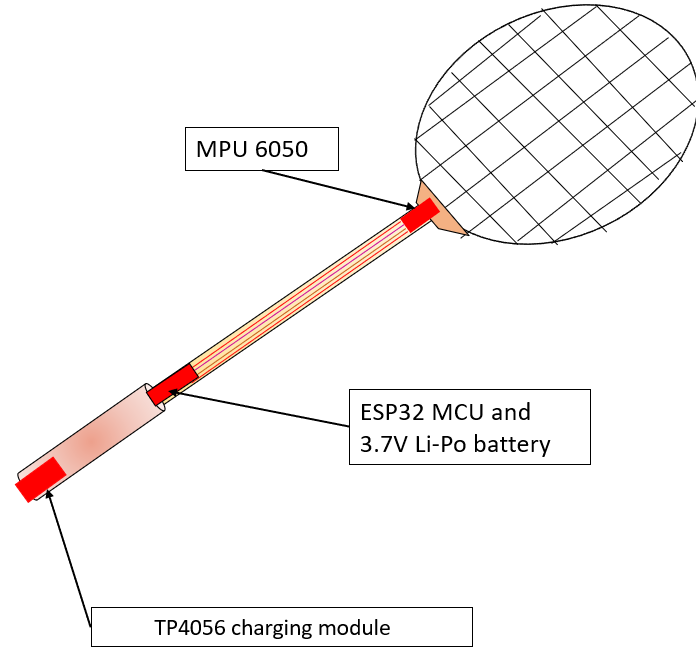 MPU 6050
ESP32 MCU and
3.7V Li-Po battery
TP4056 charging module